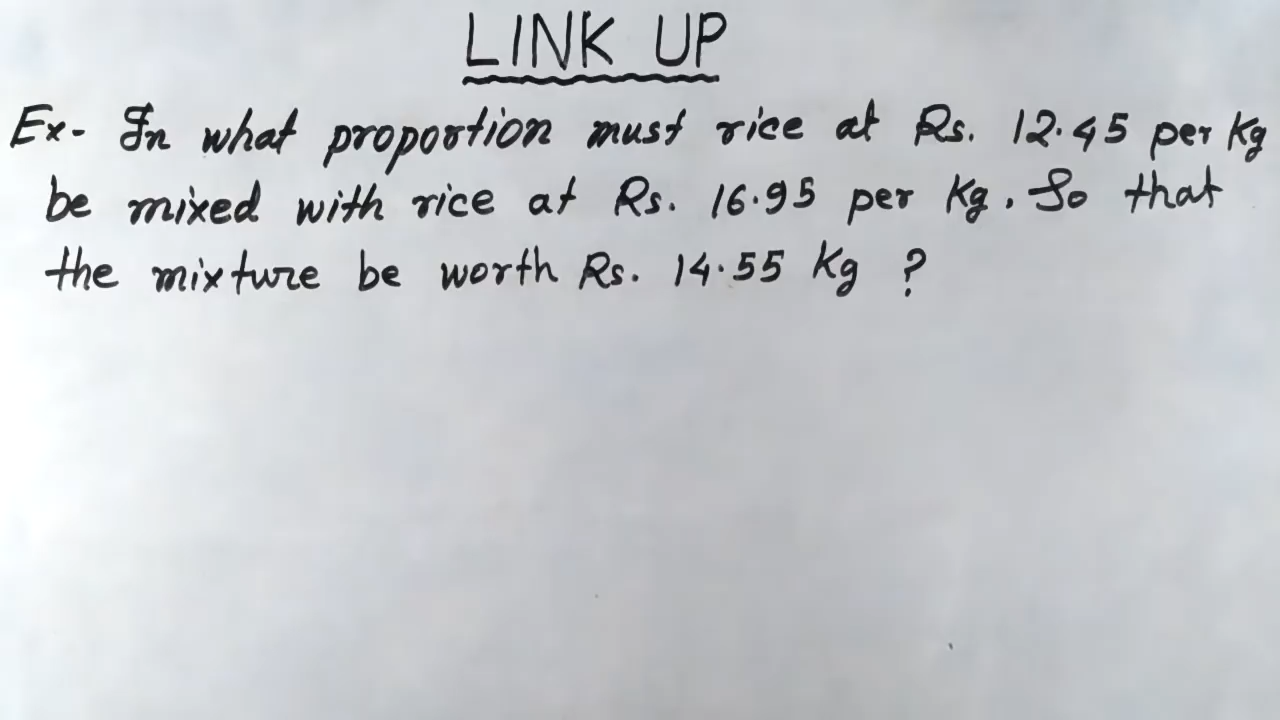 LINK UP
Ex- In what proportion must rice at Rs. 12.45 per Kg
be mixed with rice at Rs. 16.95 per Kg. So that
the mixture be worth Rs. 14.55 Kg ?